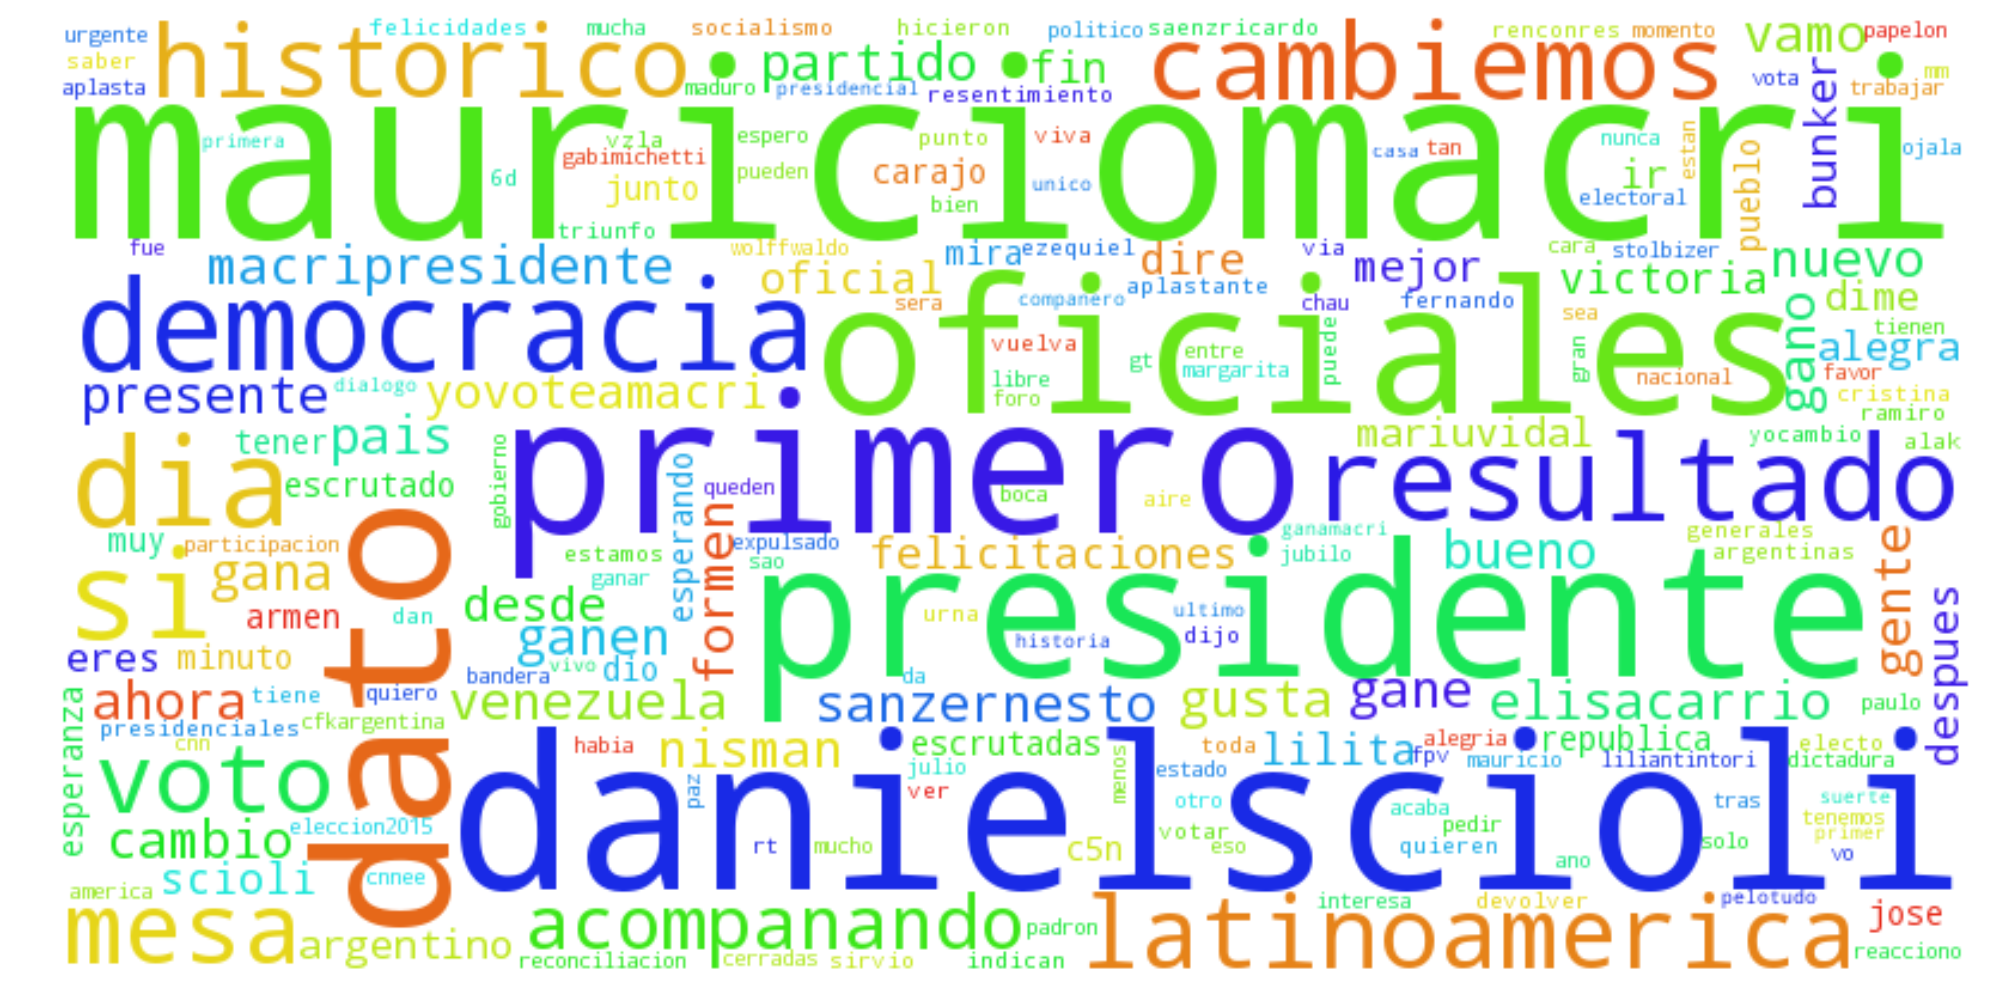 urgente felicidades mucha socialismo hicieron politico saenzricardo renconres momento vamo papelon
saber historico partido fin cambiemos vota bunker mm
aplasta maduro presidencial resentimiento trabajar
mauriciomacri
primera vzla espero punto viva casa tan nunca estan ojala
gabimichetti carajo ir
6d junto pueden unico electoral pueblo
triunfo bien
fue macripresidente wolffwaldo mira ezequiel dire via mejor cara stolbizer nuevo
oficial aplastante victoria
democracia sera companero chau fernando sea dime
oficiales
vuelva gt entre puede gran gano tienen
margarita alegra
presente dialogo yovoteamacri libre nacional favor
foro cristina
ramiro
tener pais mariuvidal yocambio alak
dia escrutado gobierno primero resultado
esperando queden boca aire
muy participacion formen expulsado ganamacri generales
estamos felicitaciones jubilo bueno argentinas gente
si gana ganar sao presidente
armen dan desde urna ultimo despues
dato ganen historia dijo
eres minuto vivo dio
bandera da
esperanza ahora tiene quiero venezuela sanzernesto gusta gane elisacarrio paulo
presidenciales cfkargentina
cnn habia nisman escrutadas toda lilita alegria republica electo
julio menos fpv mauricio liliantintori dictadura
voto paz ver estado
danielscioli
otro acaba tras suerte
cambio eleccion2015 votar pedir tenemos
rt mucho c5n eso quieren solo primer
ano vo
scioli cnnee
america interesa devolver pelotudo
mesa argentino acompanando padron latinoamerica jose
reconciliacion cerradas sirvio indican reacciono